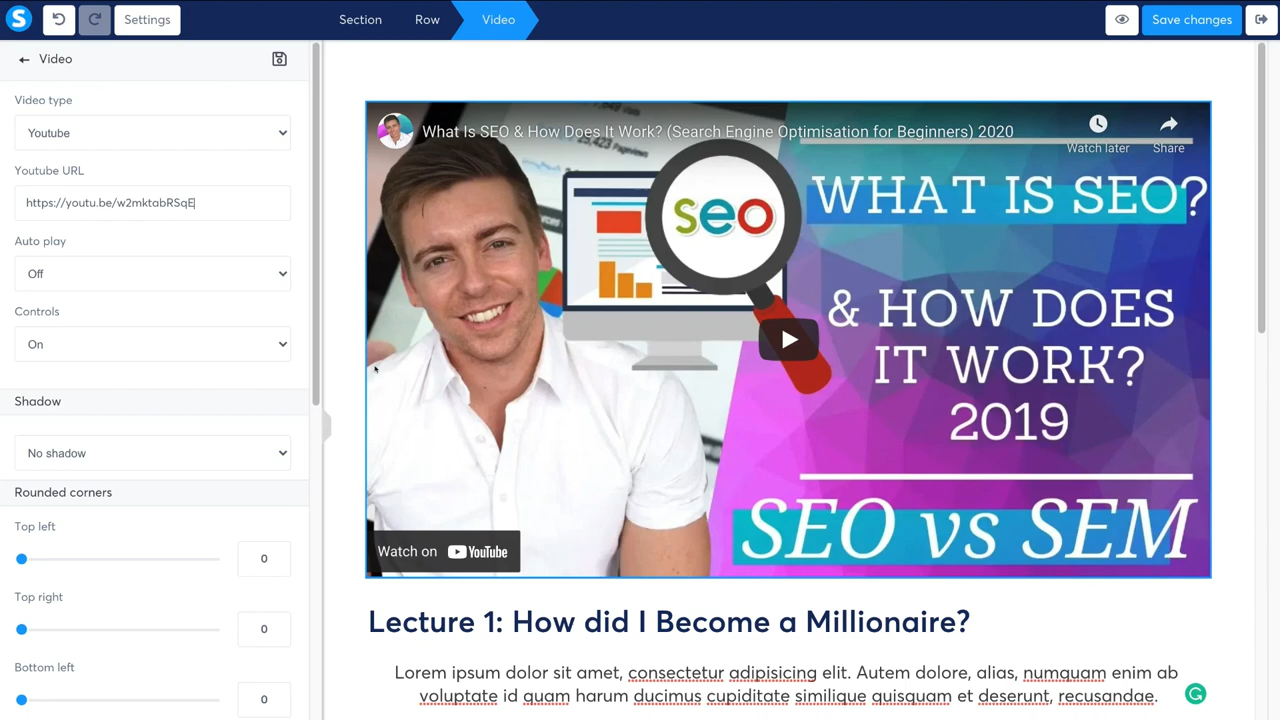 S
Settings
Section
Row
Video
Save changes
Video
Video type
Youtube
Youtube URL
https://youtu.be/w2mktabRSqE
Auto play
Off
Controls
On
Shadow
No shadow
Rounded corners
Top left
0
Top right
0
Bottom left
0
What Is SEO & How Does It Work? (Search Engine Optimisation for Beginners) 2020
Watch later
Share
25,423 Pageviews
seo
WHAT IS SEO?
& HOW DOES
IT WORK?
2019
SEO vs SEM
Watch on YouTube
Lecture 1: How did I Become a Millionaire?
Lorem ipsum dolor sit amet, consectetur adipisicing elit. Autem dolore, alias, numquam enim ab
voluptate id quam harum ducimus cupiditate similique quisquam et deserunt, recusandae.